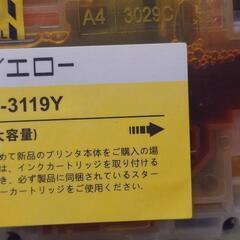 A4 3029C
イエロー
-3119Y
大容量)
めて新品のプリンタ本体をご購入の場
は、インクカートリッジを取り付ける
き、必ず製品に同梱されているスター
ーカートリッジをご使用ください。